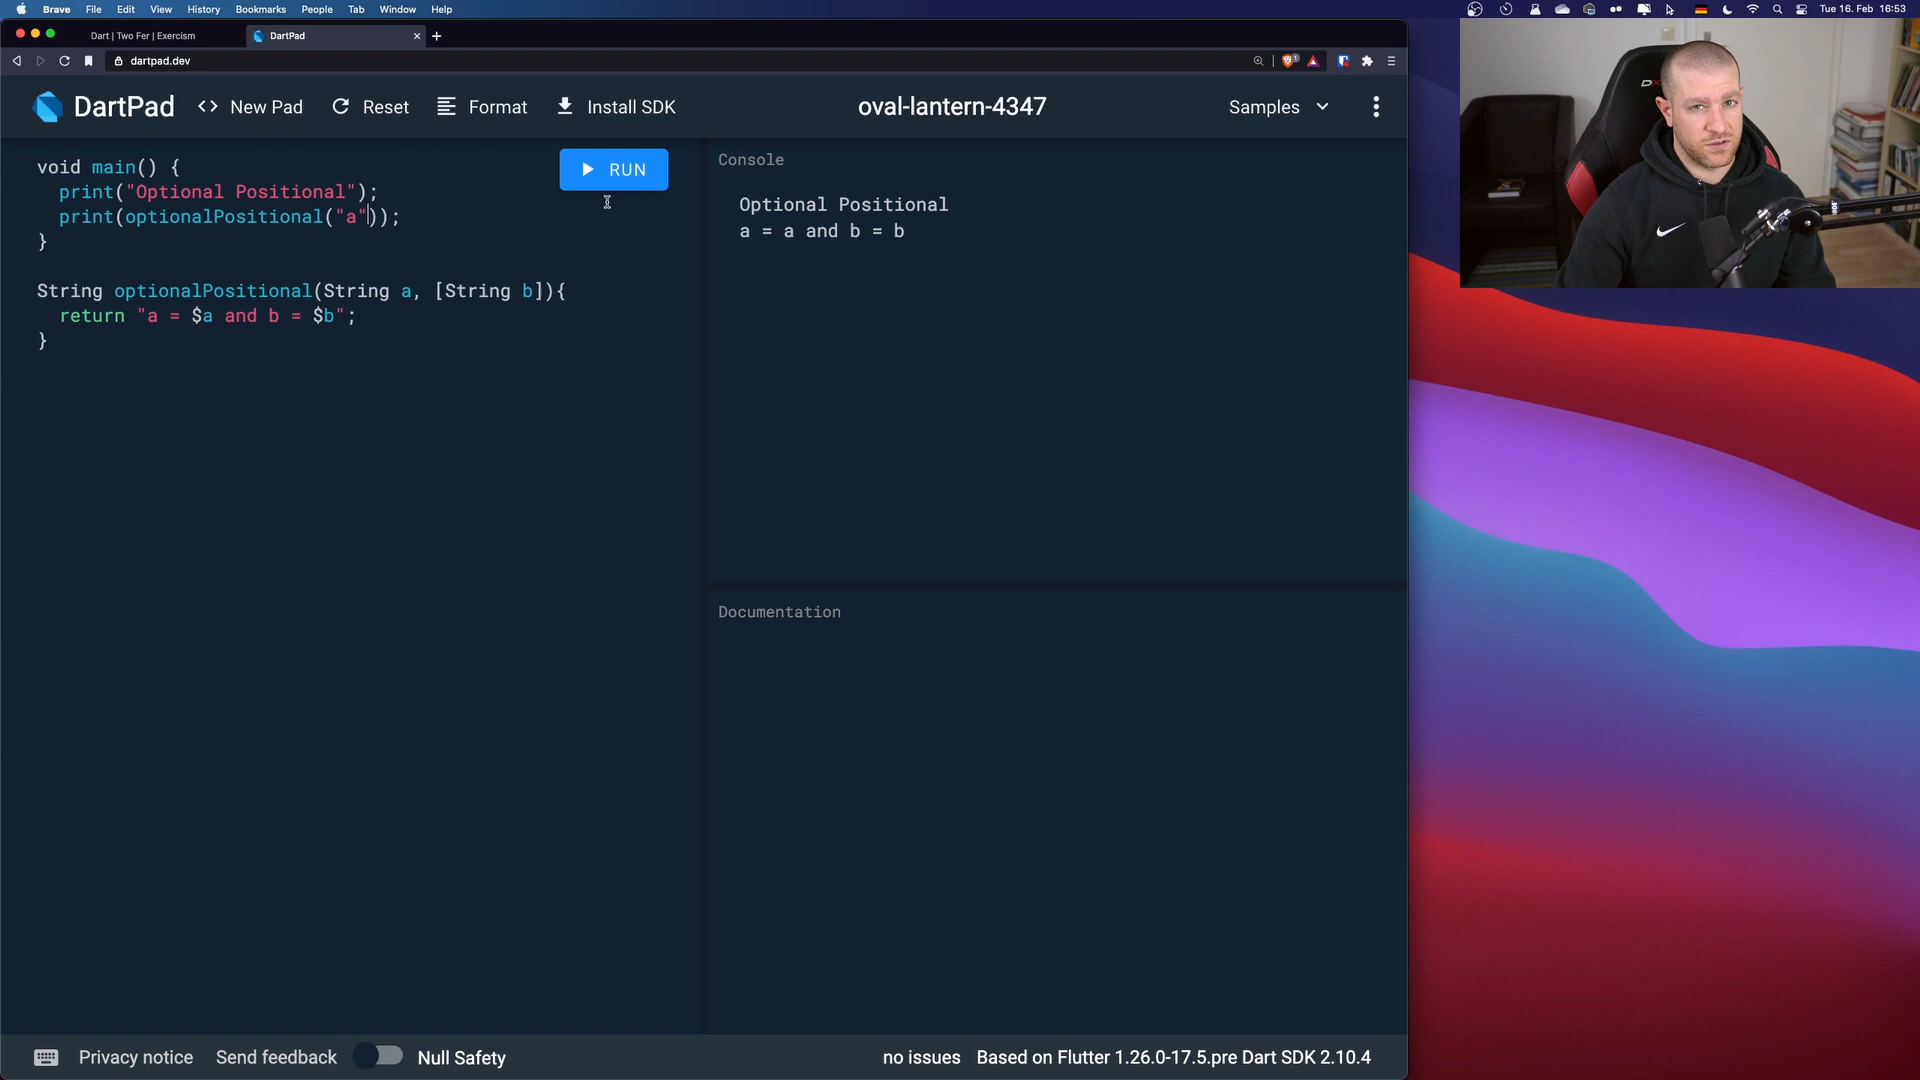 Brave File Edit View History Bookmarks People Tab Window Help
Tue 16. Feb 16:53
Dart | Two Fer | Exercism
DartPad
dartpad.dev
DartPad
New Pad
Reset
Format
Install SDK
oval-lantern-4347
Samples
void main() {
print("Optional Positional");
print(optionalPositional("a"));
}
String optionalPositional(String a, [String b]){
return "a = $a and b = $b";
}
RUN
Console
Optional Positional
a = a and b = b
Documentation
Privacy notice
Send feedback
Null Safety
no issues
Based on Flutter 1.26.0-17.5.pre Dart SDK 2.10.4